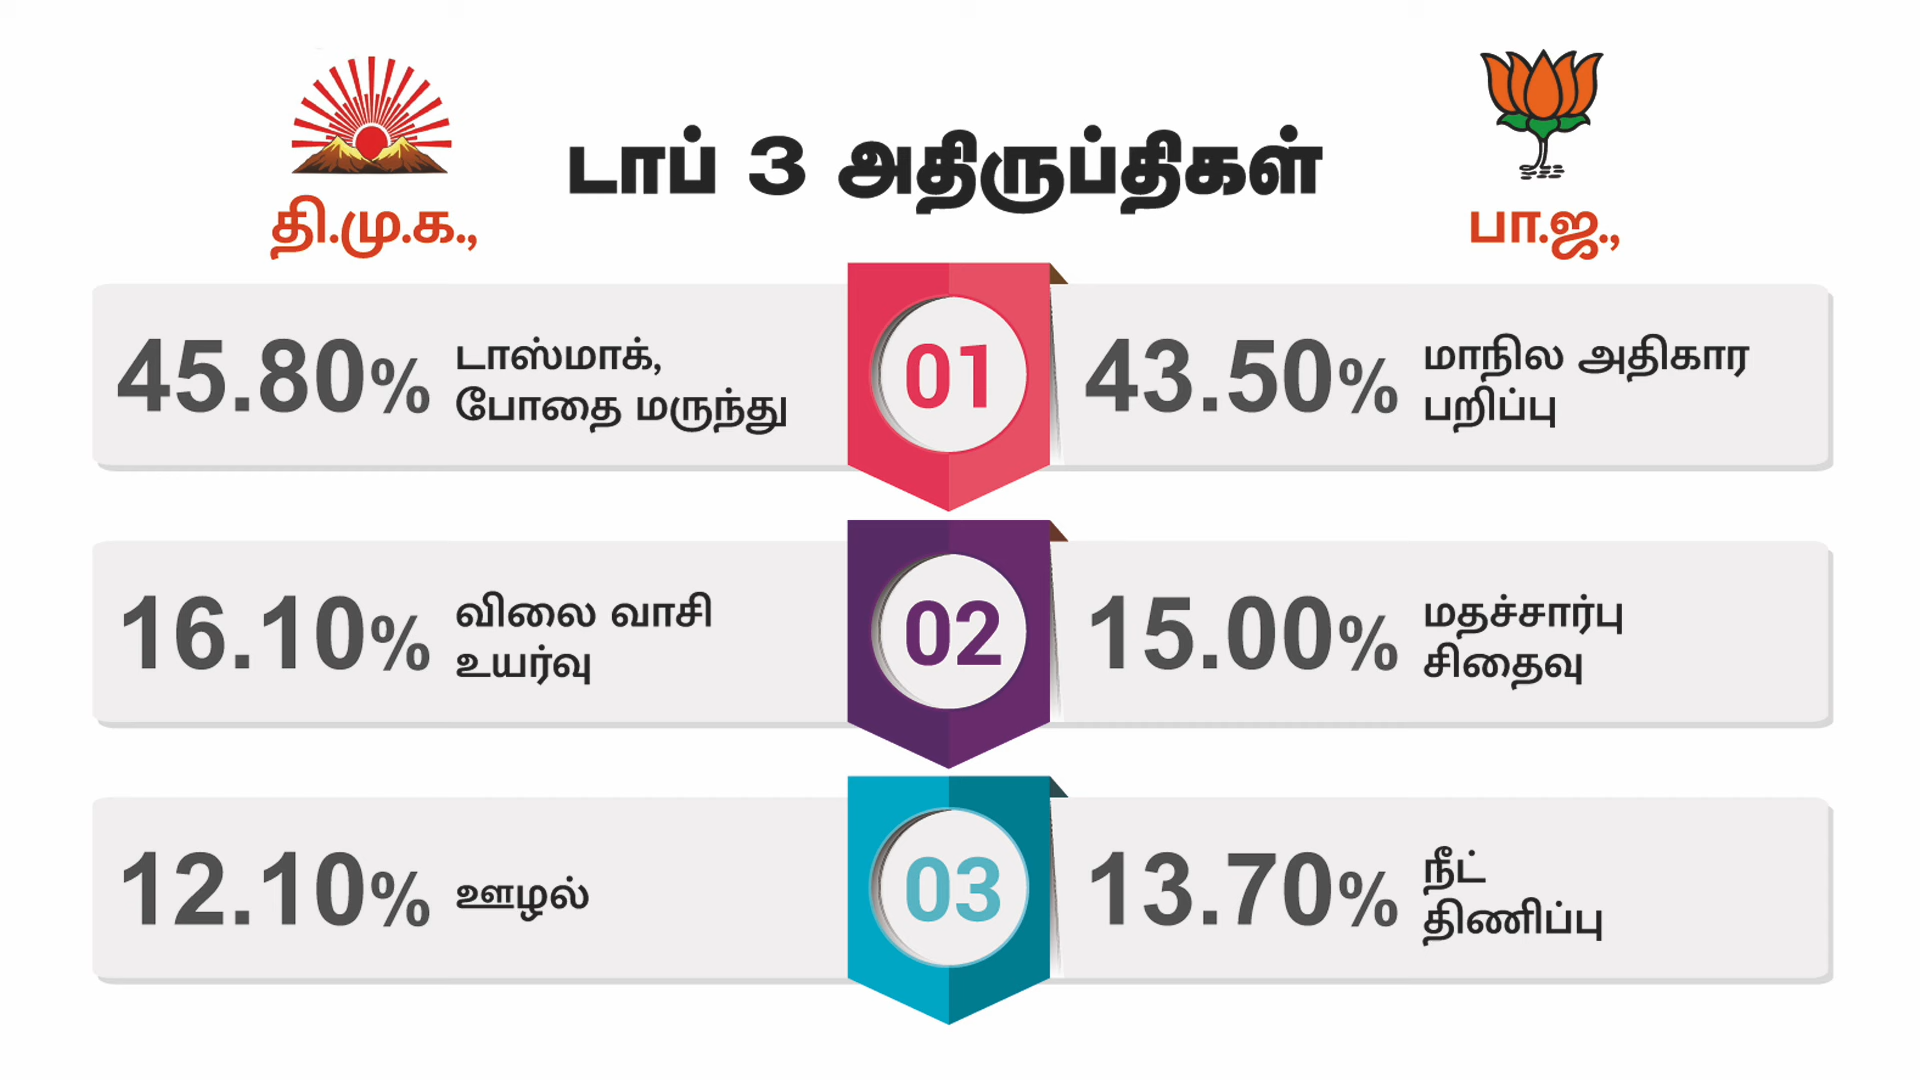 டாப் 3 அதிருப்திகள்
தி.மு.க.,
பா.ஜ.,
45.80% டாஸ்மாக்,
போதை மருந்து
01
43.50% மாநில அதிகார
பறிப்பு
16.10% விலை வாசி
உயர்வு
02
15.00% மதச்சார்பு
சிதைவு
12.10% ஊழல்
03
13.70% நீட்
திணிப்பு